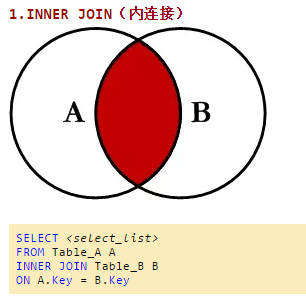 1.INNER JOIN（内连接）
A B
SELECT <select_list>
FROM Table_A A
INNER JOIN Table_B B
ON A.Key = B.Key